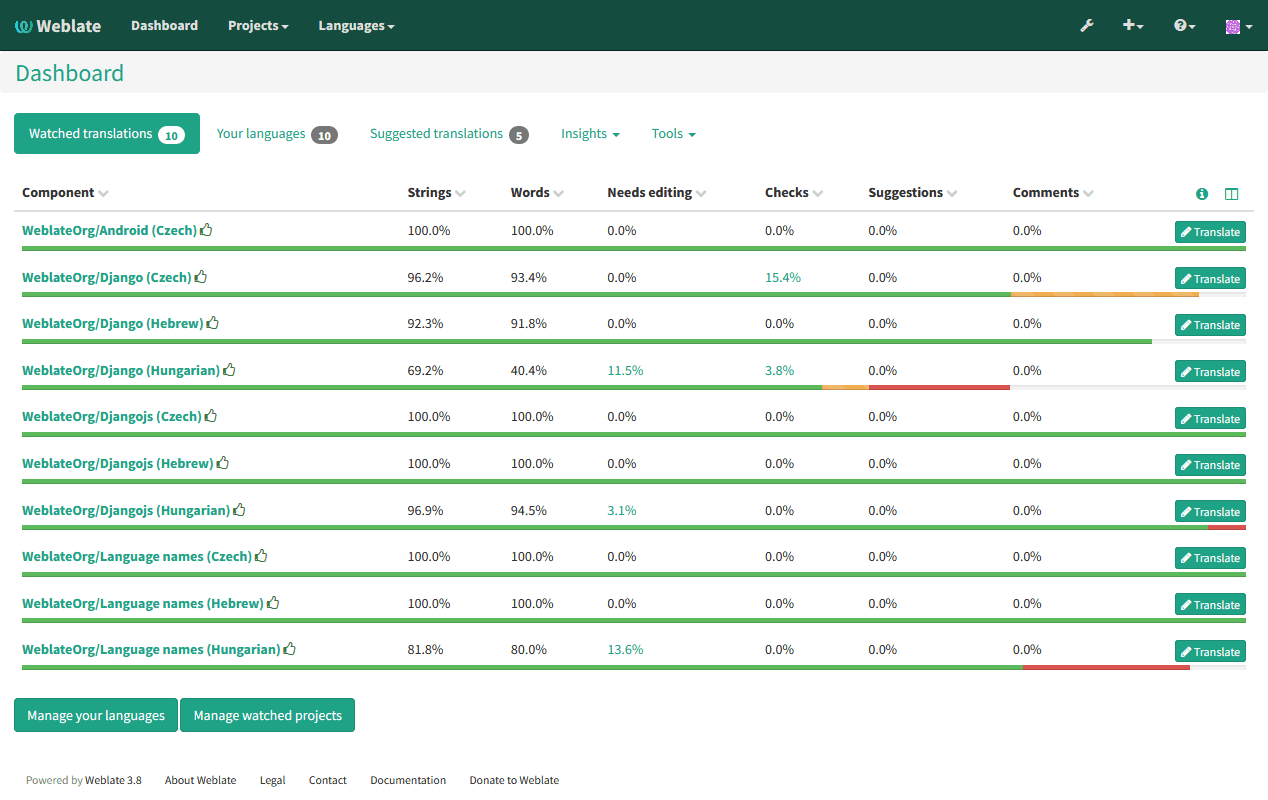 Weblate Dashboard Projects Languages
Dashboard
Watched translations 10 Your languages 10 Suggested translations 5 Insights Tools
Component Strings Words Needs editing Checks Suggestions Comments
WeblateOrg/Android (Czech) 100.0% 100.0% 0.0% 0.0% 0.0% 0.0% Translate
WeblateOrg/Django (Czech) 96.2% 93.4% 0.0% 15.4% 0.0% 0.0% Translate
WeblateOrg/Django (Hebrew) 92.3% 91.8% 0.0% 0.0% 0.0% 0.0% Translate
WeblateOrg/Django (Hungarian) 69.2% 40.4% 11.5% 3.8% 0.0% 0.0% Translate
WeblateOrg/Djangojs (Czech) 100.0% 100.0% 0.0% 0.0% 0.0% 0.0% Translate
WeblateOrg/Djangojs (Hebrew) 100.0% 100.0% 0.0% 0.0% 0.0% 0.0% Translate
WeblateOrg/Djangojs (Hungarian) 96.9% 94.5% 3.1% 0.0% 0.0% 0.0% Translate
WeblateOrg/Language names (Czech) 100.0% 100.0% 0.0% 0.0% 0.0% 0.0% Translate
WeblateOrg/Language names (Hebrew) 100.0% 100.0% 0.0% 0.0% 0.0% 0.0% Translate
WeblateOrg/Language names (Hungarian) 81.8% 80.0% 13.6% 0.0% 0.0% 0.0% Translate
Manage your languages Manage watched projects
Powered by Weblate 3.8 About Weblate Legal Contact Documentation Donate to Weblate